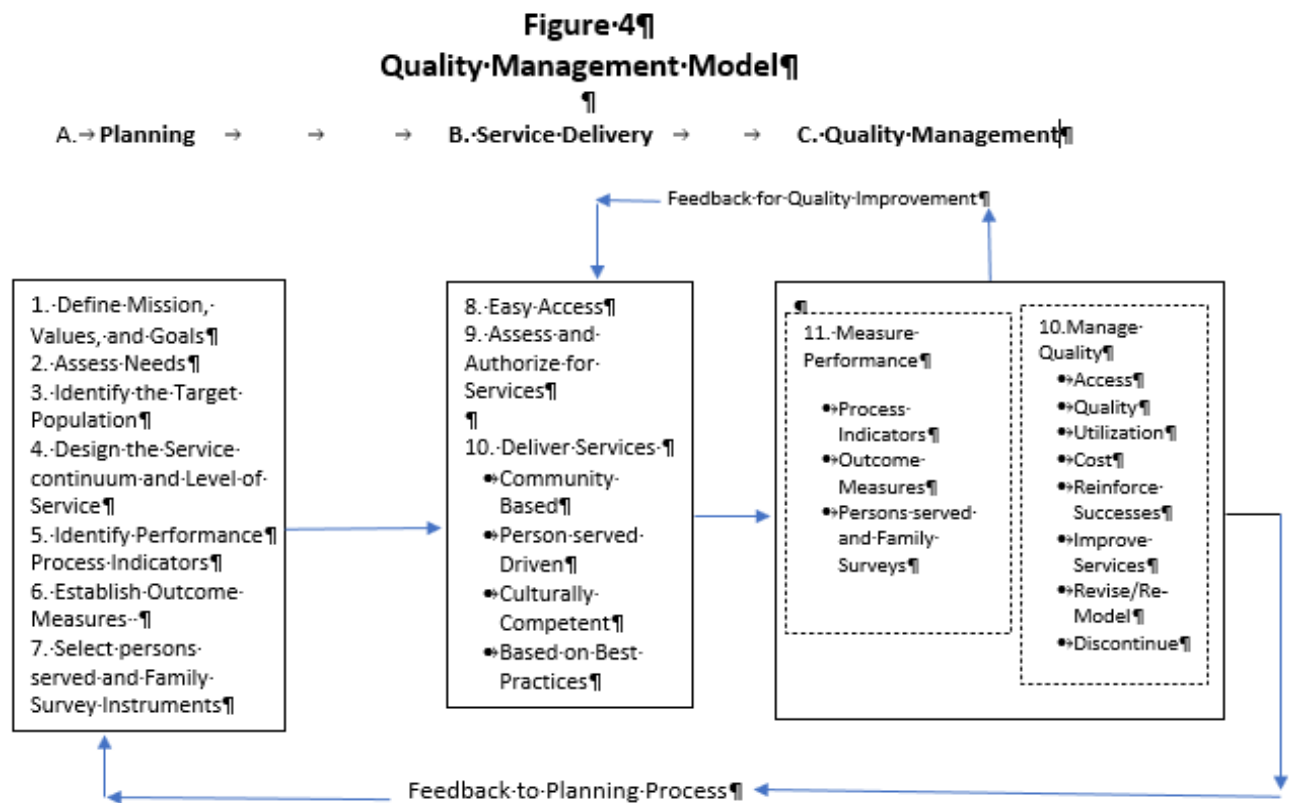 Figure·4¶
Quality·Management·Model¶
¶
A.→Planning → → → B.·Service·Delivery → → C.·Quality·Management¶
Feedback·for·Quality·Improvement¶
1.·Define·Mission,·
Values,·and·Goals¶
2.·Assess·Needs¶
3.·Identify·the·Target·
Population¶
4.·Design·the·Service·
continuum·and·Level·of·
Service¶
5.·Identify·Performance¶
Process·Indicators¶
6.·Establish·Outcome·
Measures··¶
7.·Select·persons·
served·and·Family·
Survey·Instruments¶
8.·Easy·Access¶
9.·Assess·and·
Authorize·for·
Services¶
¶
10.·Deliver·Services·¶
•→Community·
Based¶
•→Person·served·
Driven¶
•→Culturally·
Competent¶
•→Based·on·Best·
Practices¶
¶
11.·Measure·
Performance¶
•→Process·
Indicators¶
•→Outcome·
Measures¶
•→Persons·served·
and·Family·
Surveys¶
10.Manage·
Quality¶
•→Access¶
•→Quality¶
•→Utilization¶
•→Cost¶
•→Reinforce·
Successes¶
•→Improve·
Services¶
•→Revise/Re-
Model¶
•→Discontinue¶
Feedback·to·Planning·Process¶